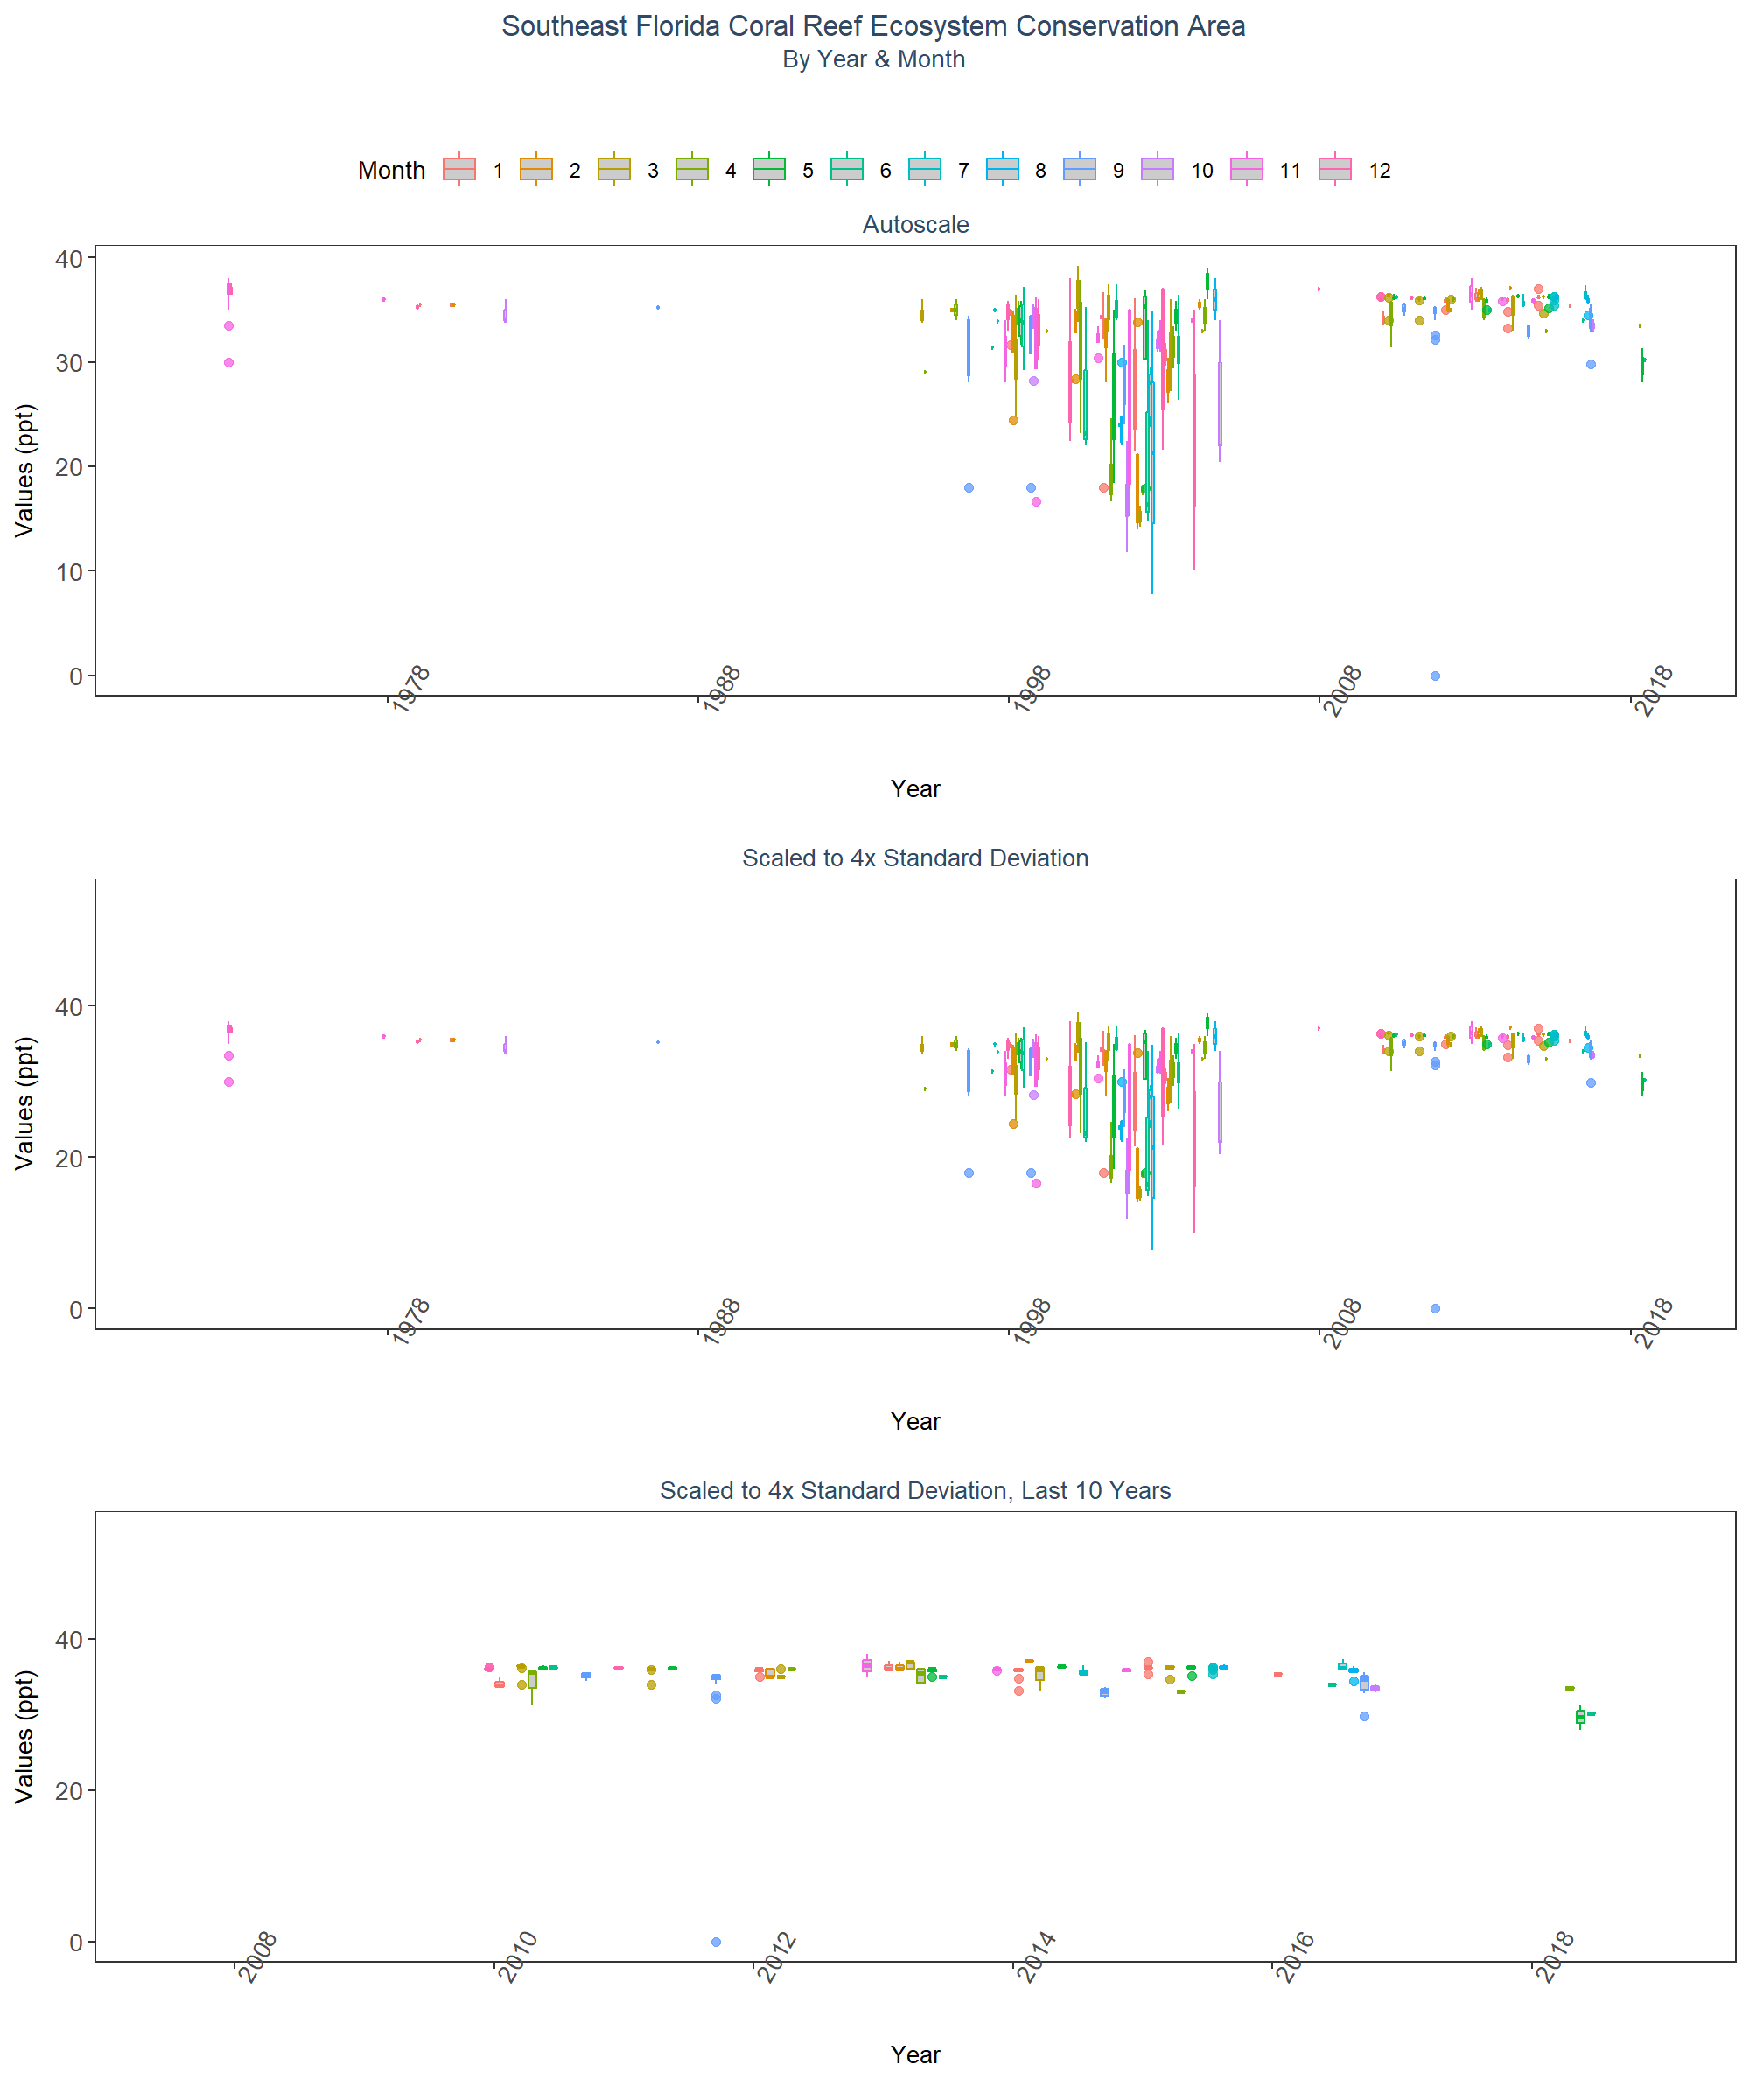 Southeast Florida Coral Reef Ecosystem Conservation Area
By Year & Month
Month 1 2 3 4 5 6 7 8 9 10 11 12
Autoscale
40
30
20
10
0
Values (ppt)
1978 1988 1998 2008 2018
Year
Scaled to 4x Standard Deviation
40
20
0
Values (ppt)
1978 1988 1998 2008 2018
Year
Scaled to 4x Standard Deviation, Last 10 Years
40
20
0
Values (ppt)
2008 2010 2012 2014 2016 2018
Year